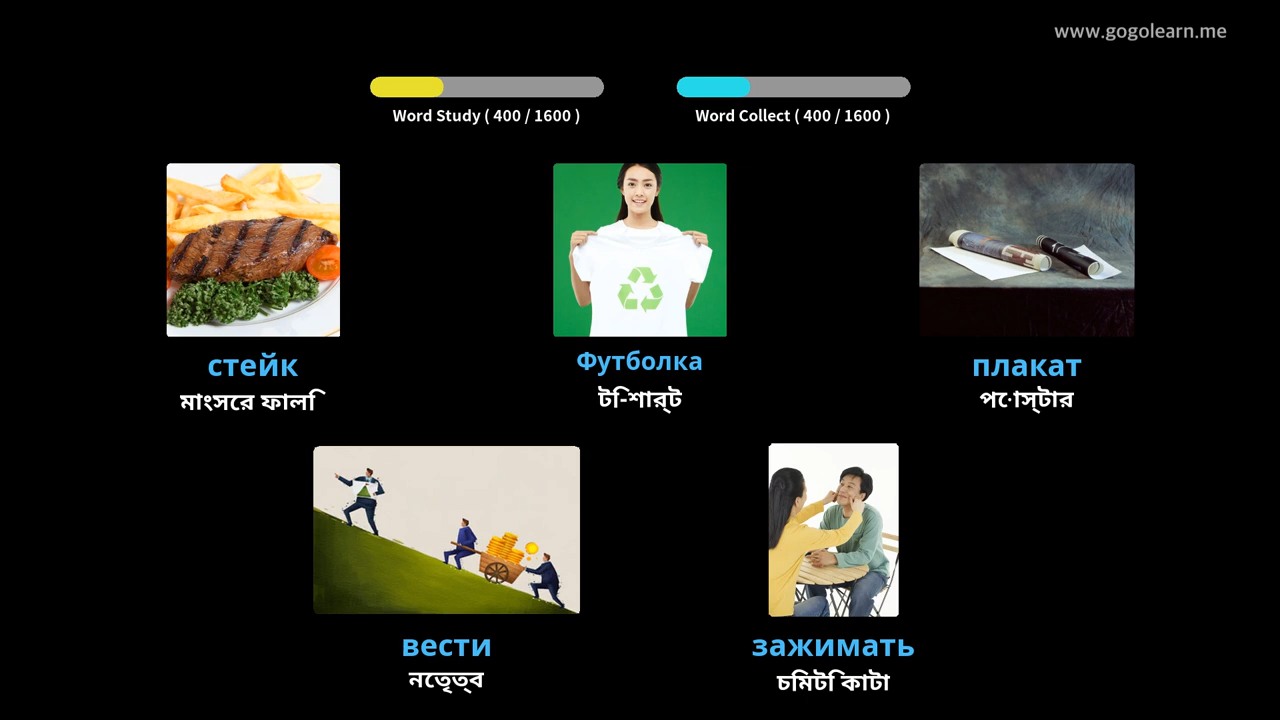 www.gogolearn.me
Word Study ( 400 / 1600 )
Word Collect ( 400 / 1600 )
стейк
মাংসের ফালি
Футболка
টি-শার্ট
плакат
পোস্টার
вести
নেতৃত্ব
зажимать
চিমটি কাটা